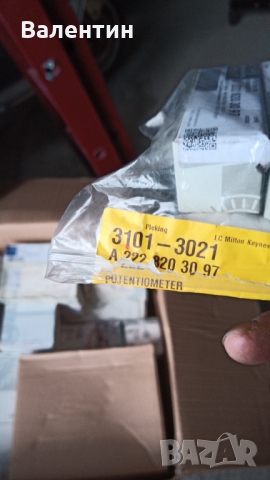 Валентин
Picking
LC Milton Keynes
3101-3021
A 222 820 30 97
POTENTIOMETER
BAZAR